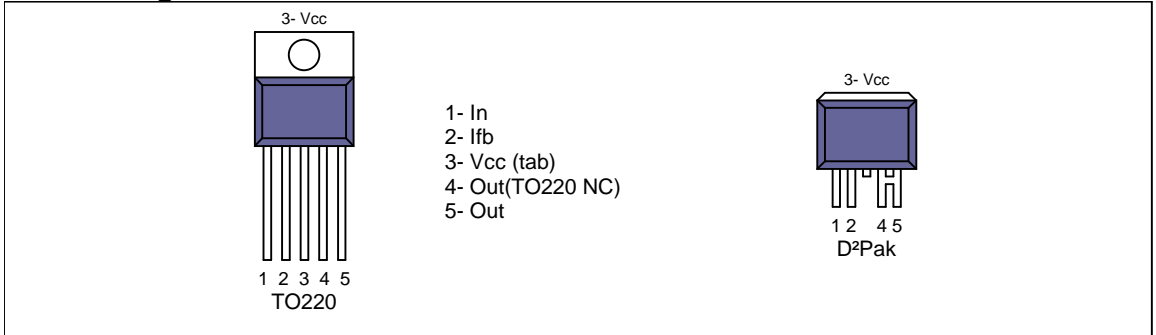 3- Vcc
1 2 3 4 5
TO220
1- In
2- Ifb
3- Vcc (tab)
4- Out(TO220 NC)
5- Out
3- Vcc
1 2 4 5
D²Pak